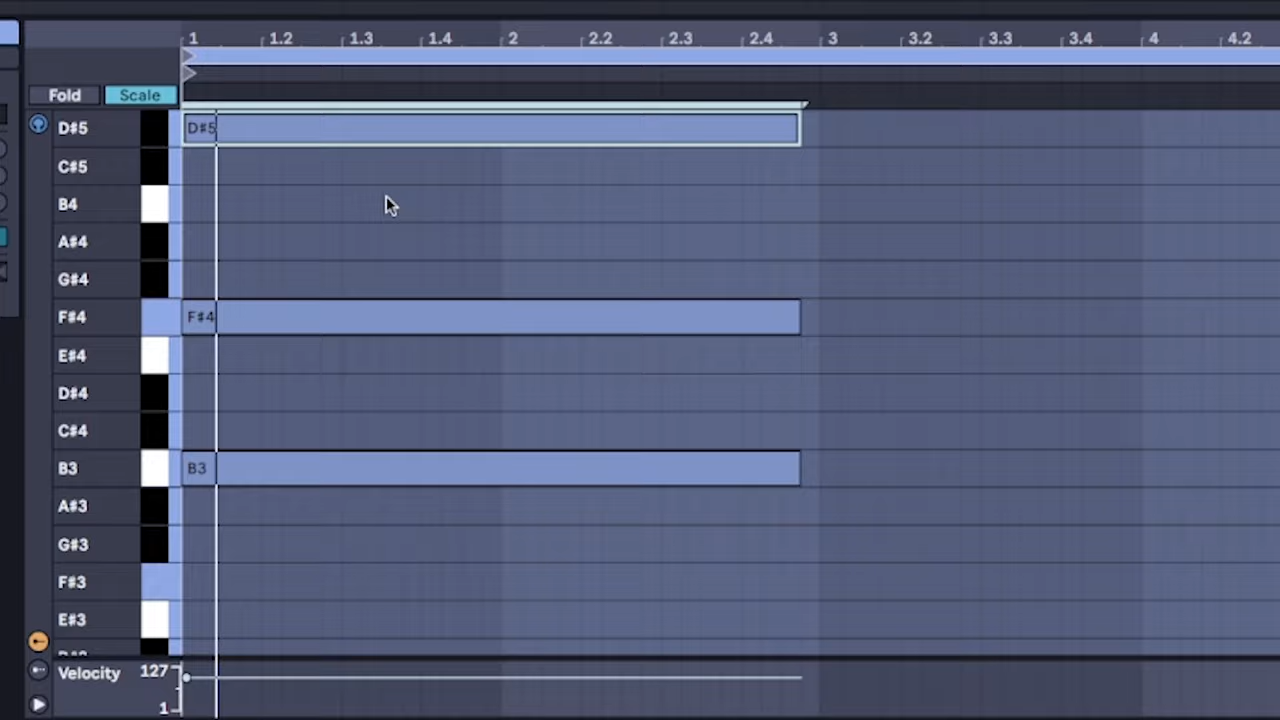 1 1.2 1.3 1.4 2 2.2 2.3 2.4 3 3.2 3.3 3.4 4 4.2
Fold Scale
D♯5 D♯5
C♯5
B4
A♯4
G♯4
F♯4 F♯4
E♯4
D♯4
C♯4
B3 B3
A♯3
G♯3
F♯3
E♯3
Velocity 127
1